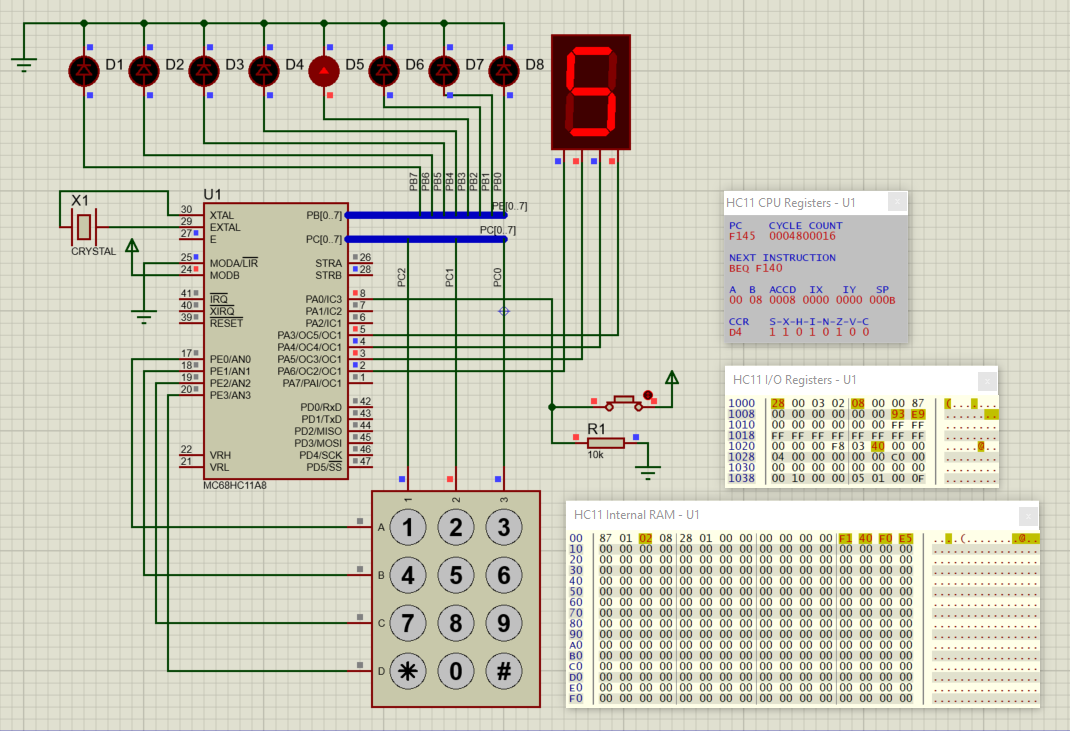 D1
D2
D3
D4
D5
D6
D7
D8
PB7
PB6
PB5
PB4
PB3
PB2
PB1
PB0
X1
CRYSTAL
U1
30
29
27
25
24
41
40
39
17
18
19
20
22
21
XTAL
EXTAL
E
MODA/LIR
MODB
IRQ
XIRQ
RESET
PE0/AN0
PE1/AN1
PE2/AN2
PE3/AN3
VRH
VRL
PB[0..7]
PC[0..7]
STRA
STRB
PA0/IC3
PA1/IC2
PA2/IC1
PA3/OC5/OC1
PA4/OC4/OC1
PA5/OC3/OC1
PA6/OC2/OC1
PA7/PAI/OC1
PD0/RxD
PD1/TxD
PD2/MISO
PD3/MOSI
PD4/SCK
PD5/SS
26
28
8
7
6
5
4
3
2
1
42
43
44
45
46
47
MC68HC11A8
PB[0..7]
PC[0..7]
PC2
PC1
PC0
R1
10k
1
2
3
A
B
C
D
1 2 3
4 5 6
7 8 9
* 0 #
HC11 CPU Registers - U1
x
PC CYCLE COUNT
F145 0004800016
NEXT INSTRUCTION
BEQ F140
A B ACCD IX IY SP
00 08 0008 0000 0000 000B
CCR S-X-H-I-N-Z-V-C
D4 1 1 0 1 0 1 0 0
HC11 I/O Registers - U1
x
1000 28 00 03 02 08 00 00 87 (.......
1008 00 00 00 00 00 00 93 E9 ........
1010 00 00 00 00 00 00 FF FF ........
1018 FF FF FF FF FF FF FF FF ........
1020 00 00 00 F8 03 40 00 00 .....@..
1028 04 00 00 00 00 00 C0 00 ........
1030 00 00 00 00 00 00 00 00 ........
1038 00 10 00 00 05 01 00 0F ........
HC11 Internal RAM - U1
x
00 87 01 02 08 28 01 00 00 00 00 00 00 F1 40 F0 E5 ....(........@..
10 00 00 00 00 00 00 00 00 00 00 00 00 00 00 00 00 ................
20 00 00 00 00 00 00 00 00 00 00 00 00 00 00 00 00 ................
30 00 00 00 00 00 00 00 00 00 00 00 00 00 00 00 00 ................
40 00 00 00 00 00 00 00 00 00 00 00 00 00 00 00 00 ................
50 00 00 00 00 00 00 00 00 00 00 00 00 00 00 00 00 ................
60 00 00 00 00 00 00 00 00 00 00 00 00 00 00 00 00 ................
70 00 00 00 00 00 00 00 00 00 00 00 00 00 00 00 00 ................
80 00 00 00 00 00 00 00 00 00 00 00 00 00 00 00 00 ................
90 00 00 00 00 00 00 00 00 00 00 00 00 00 00 00 00 ................
A0 00 00 00 00 00 00 00 00 00 00 00 00 00 00 00 00 ................
B0 00 00 00 00 00 00 00 00 00 00 00 00 00 00 00 00 ................
C0 00 00 00 00 00 00 00 00 00 00 00 00 00 00 00 00 ................
D0 00 00 00 00 00 00 00 00 00 00 00 00 00 00 00 00 ................
E0 00 00 00 00 00 00 00 00 00 00 00 00 00 00 00 00 ................
F0 00 00 00 00 00 00 00 00 00 00 00 00 00 00 00 00 ................
5